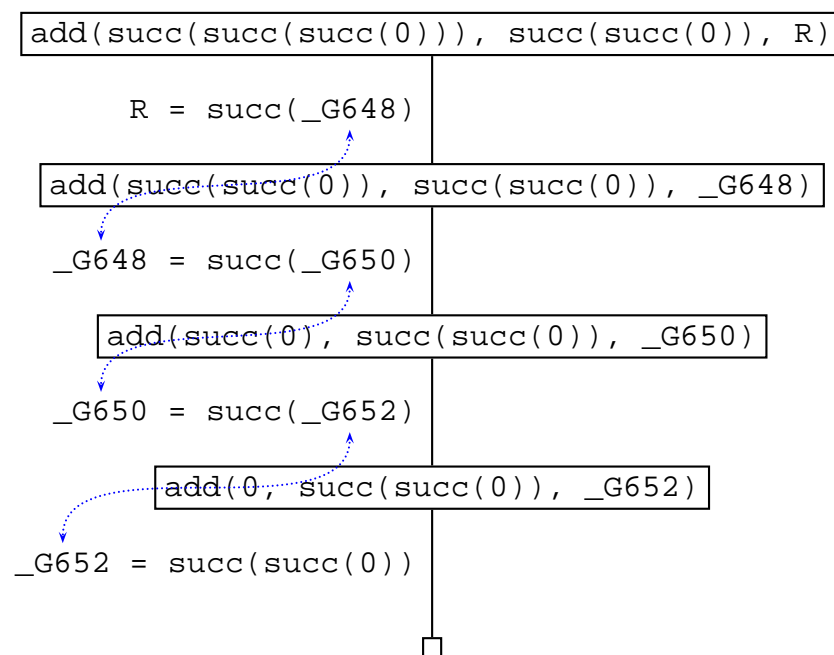 add(succ(succ(succ(0))), succ(succ(0)), R)
R = succ(_G648)
add(succ(succ(0)), succ(succ(0)), _G648)
_G648 = succ(_G650)
add(succ(0), succ(succ(0)), _G650)
_G650 = succ(_G652)
add(0, succ(succ(0)), _G652)
_G652 = succ(succ(0))